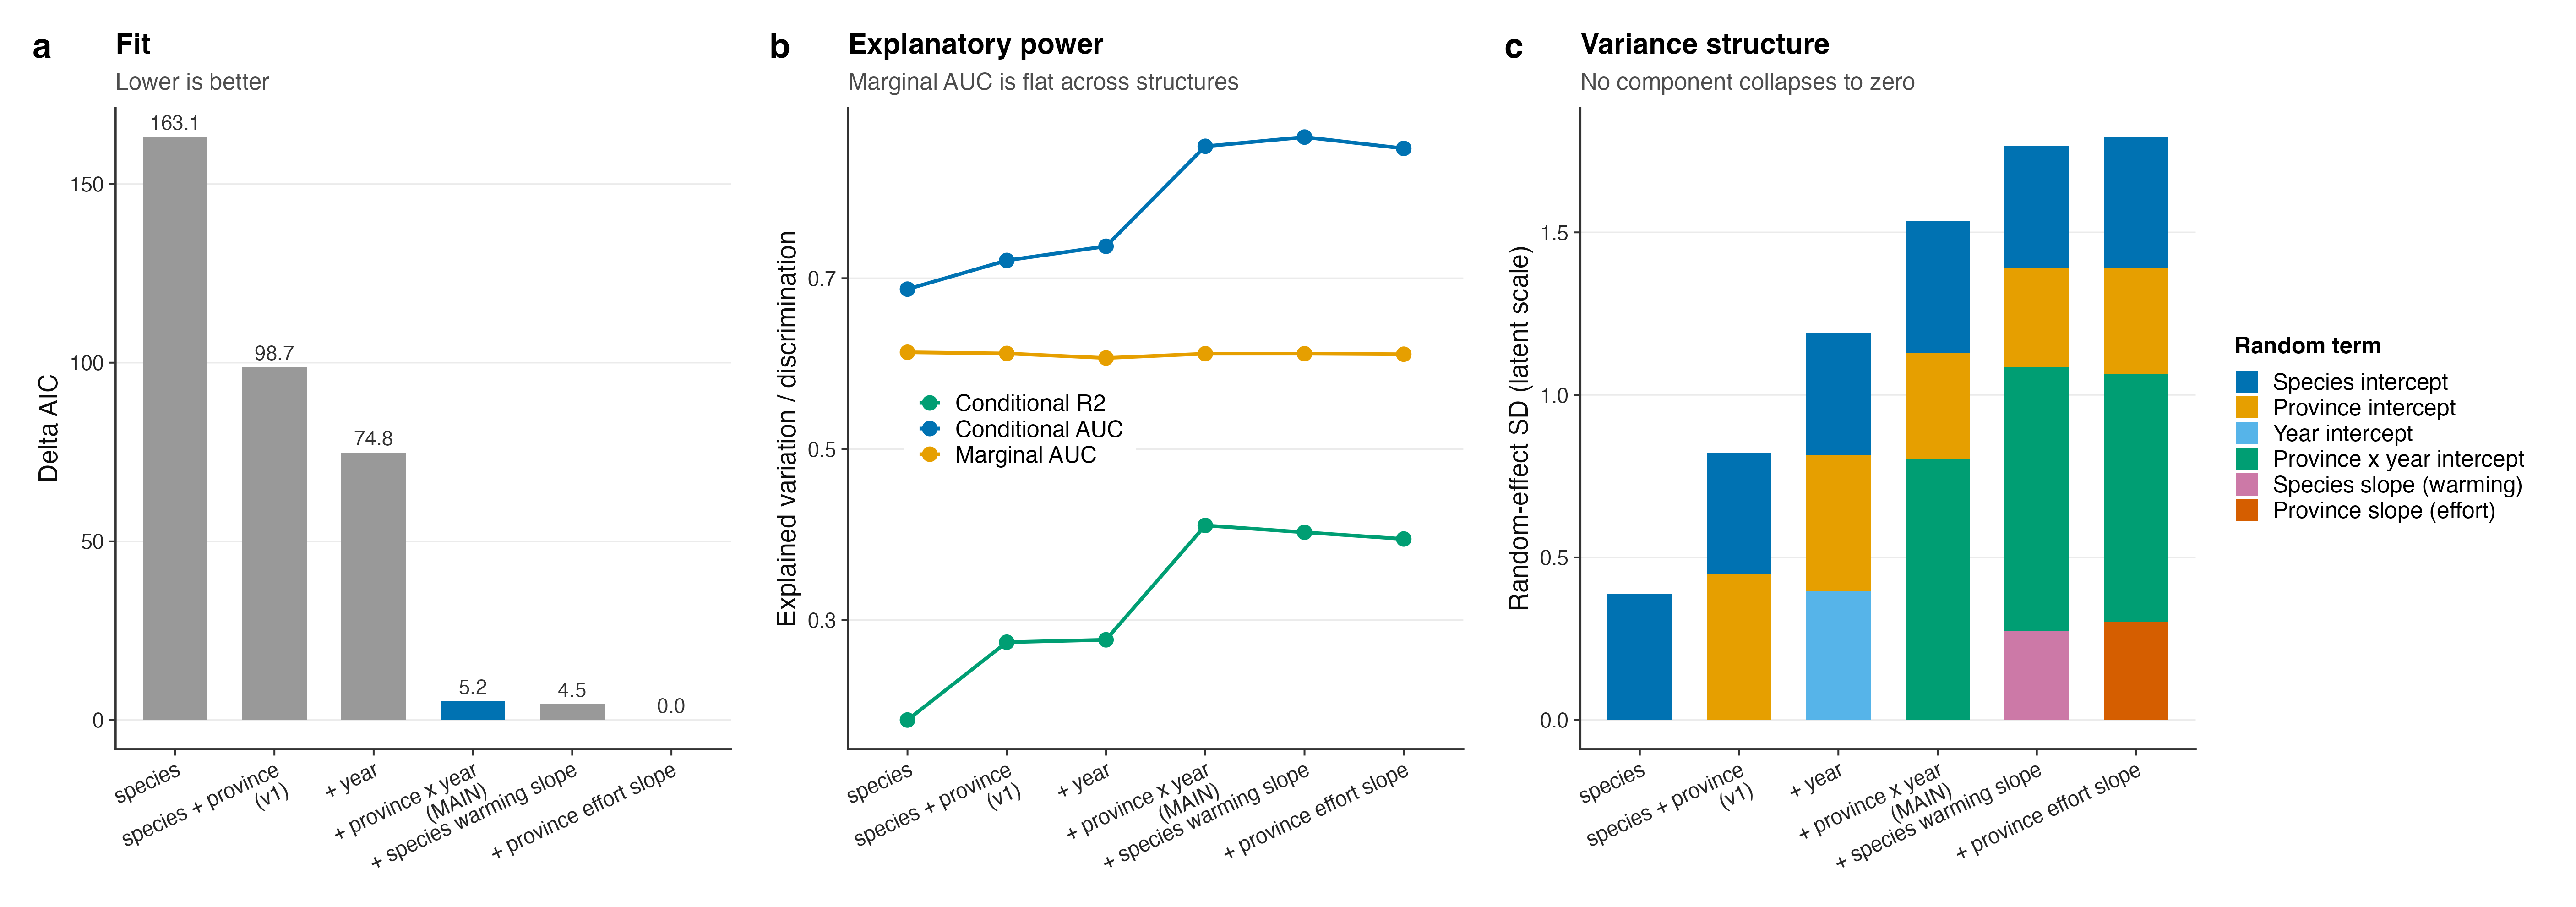 a
Fit
Lower is better
Delta AIC
150
100
50
0
163.1
98.7
74.8
5.2
4.5
0.0
species
species + province
(v1)
+ year
+ province x year
(MAIN)
+ species warming slope
+ province effort slope
b
Explanatory power
Marginal AUC is flat across structures
Explained variation / discrimination
0.7
0.5
0.3
Conditional R2
Conditional AUC
Marginal AUC
species
species + province
(v1)
+ year
+ province x year
(MAIN)
+ species warming slope
+ province effort slope
c
Variance structure
No component collapses to zero
Random-effect SD (latent scale)
1.5
1.0
0.5
0.0
species
species + province
(v1)
+ year
+ province x year
(MAIN)
+ species warming slope
+ province effort slope
Random term
Species intercept
Province intercept
Year intercept
Province x year intercept
Species slope (warming)
Province slope (effort)